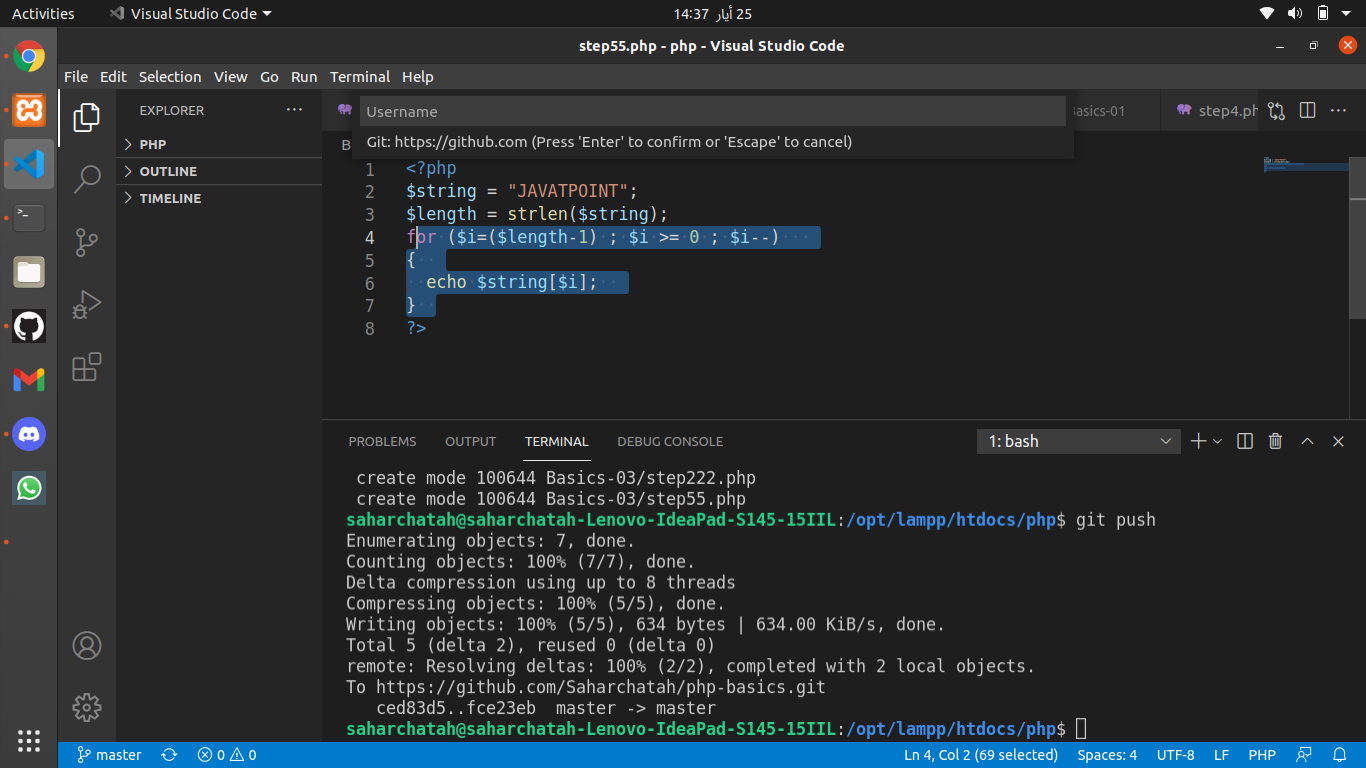 Activities
Visual Studio Code
14:37 25 أيار
step55.php - php - Visual Studio Code
File Edit Selection View Go Run Terminal Help
EXPLORER
Username
asics-01
step4.ph
Git: https://github.com (Press 'Enter' to confirm or 'Escape' to cancel)
PHP
B
OUTLINE
TIMELINE
1 <?php
2 $string = "JAVATPOINT";
3 $length = strlen($string);
4 for ($i=($length-1) ; $i >= 0 ; $i--)
5 {
6 echo $string[$i];
7 }
8 ?>
PROBLEMS OUTPUT TERMINAL DEBUG CONSOLE
1: bash
create mode 100644 Basics-03/step222.php
create mode 100644 Basics-03/step55.php
saharchatah@saharchatah-Lenovo-IdeaPad-S145-15IIL:/opt/lampp/htdocs/php$ git push
Enumerating objects: 7, done.
Counting objects: 100% (7/7), done.
Delta compression using up to 8 threads
Compressing objects: 100% (5/5), done.
Writing objects: 100% (5/5), 634 bytes | 634.00 KiB/s, done.
Total 5 (delta 2), reused 0 (delta 0)
remote: Resolving deltas: 100% (2/2), completed with 2 local objects.
To https://github.com/Saharchatah/php-basics.git
ced83d5..fce23eb master -> master
saharchatah@saharchatah-Lenovo-IdeaPad-S145-15IIL:/opt/lampp/htdocs/php$
master
0
0
Ln 4, Col 2 (69 selected)
Spaces: 4
UTF-8
LF
PHP